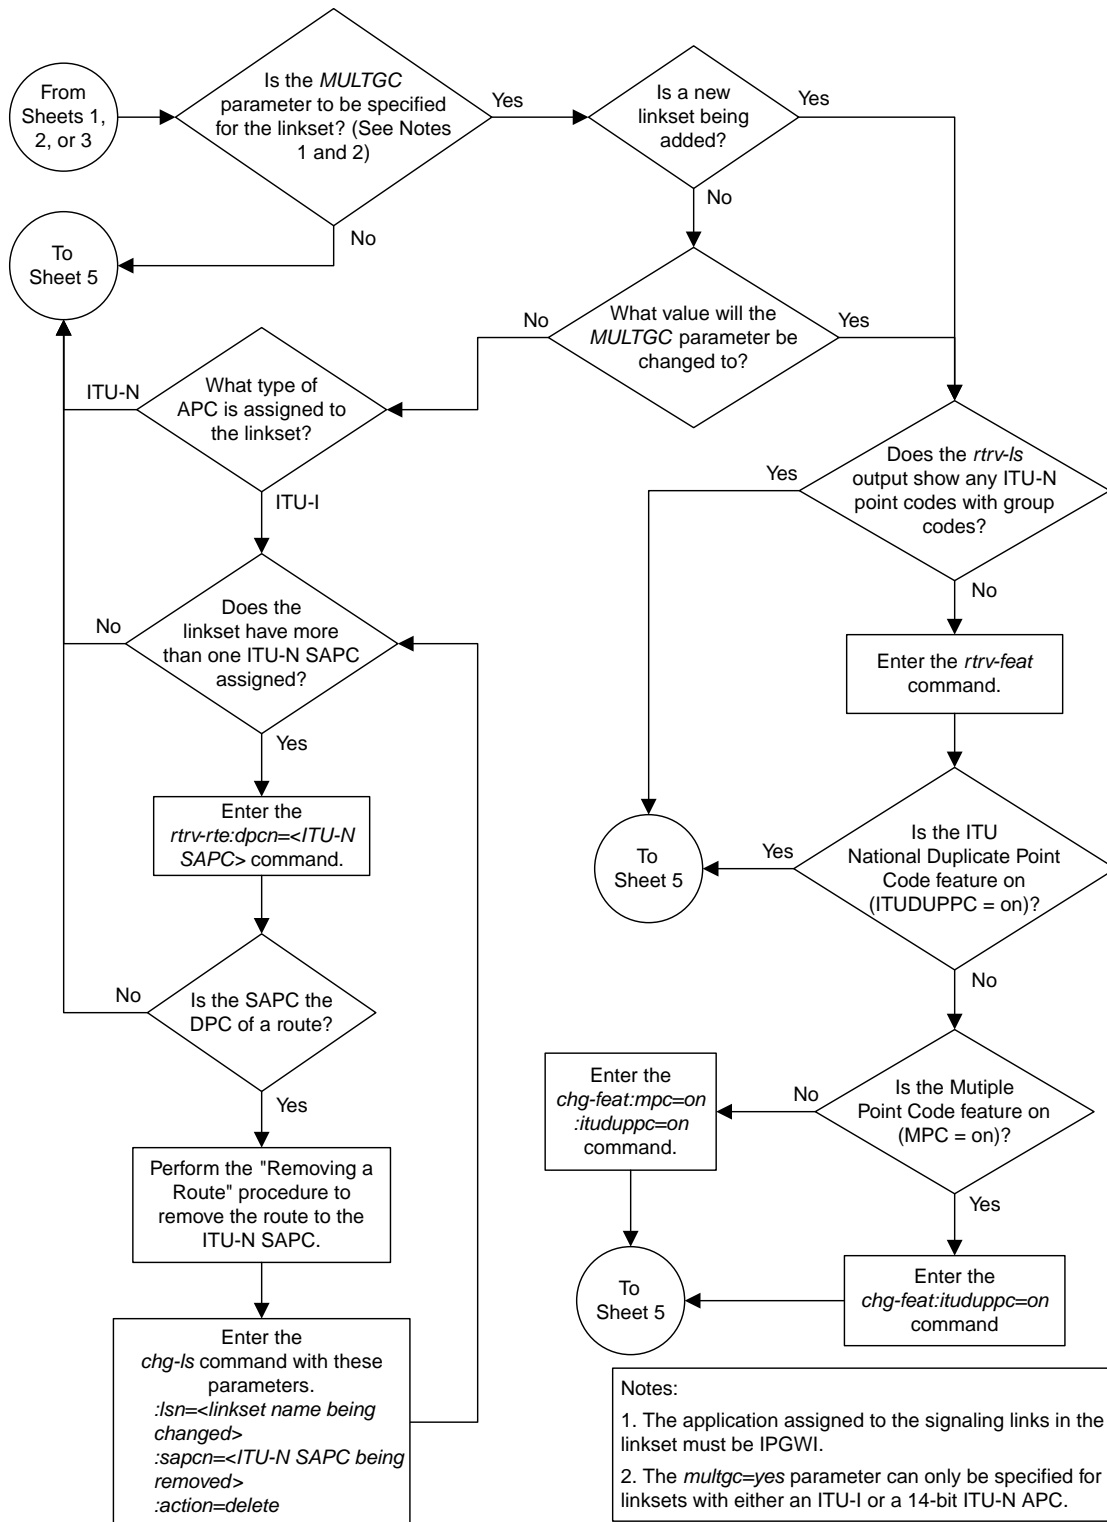 From
Sheets 1,
2, or 3
Is the MULTGC
parameter to be specified
for the linkset? (See Notes
1 and 2)
Yes
No
Is a new
linkset being
added?
Yes
No
To
Sheet 5
What value will the
MULTGC parameter be
changed to?
No
Yes
What type of
APC is assigned to
the linkset?
ITU-N
ITU-I
Does the rtrv-ls
output show any ITU-N
point codes with group
codes?
Yes
No
Does the
linkset have more
than one ITU-N SAPC
assigned?
No
Yes
Enter the rtrv-feat
command.
Enter the
rtrv-rte:dpcn=<ITU-N
SAPC> command.
To
Sheet 5
Is the ITU
National Duplicate Point
Code feature on
(ITUDUPPC = on)?
Yes
No
Is the SAPC the
DPC of a route?
No
Yes
Enter the
chg-feat:mpc=on
:ituduppc=on
command.
Is the Mutiple
Point Code feature on
(MPC = on)?
No
Yes
Perform the "Removing a
Route" procedure to
remove the route to the
ITU-N SAPC.
To
Sheet 5
Enter the
chg-feat:ituduppc=on
command
Enter the
chg-ls command with these
parameters.
:lsn=<linkset name being
changed>
:sapcn=<ITU-N SAPC being
removed>
:action=delete
Notes:
1. The application assigned to the signaling links in the
linkset must be IPGWI.
2. The multgc=yes parameter can only be specified for
linksets with either an ITU-I or a 14-bit ITU-N APC.